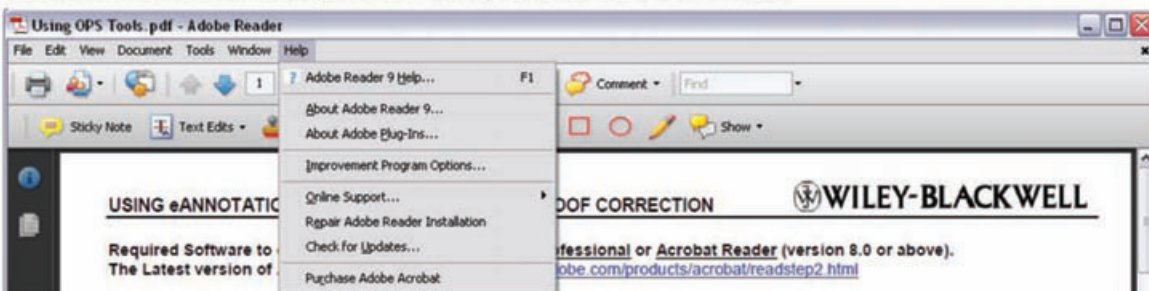 Using OPS Tools.pdf - Adobe Reader
File Edit View Document Tools Window Help
1 ? Adobe Reader 9 Help... F1 Comment Find
About Adobe Reader 9...
Sticky Note Text Edits Show
About Adobe Plug-Ins...
Improvement Program Options...
WILEY-BLACKWELL
Online Support...
USING eANNOTATIO OOF CORRECTION
Repair Adobe Reader Installation
Check for Updates...
Required Software to ofessional or Acrobat Reader (version 8.0 or above).
The Latest version of obe.com/products/acrobat/readstep2.html
Purchase Adobe Acrobat